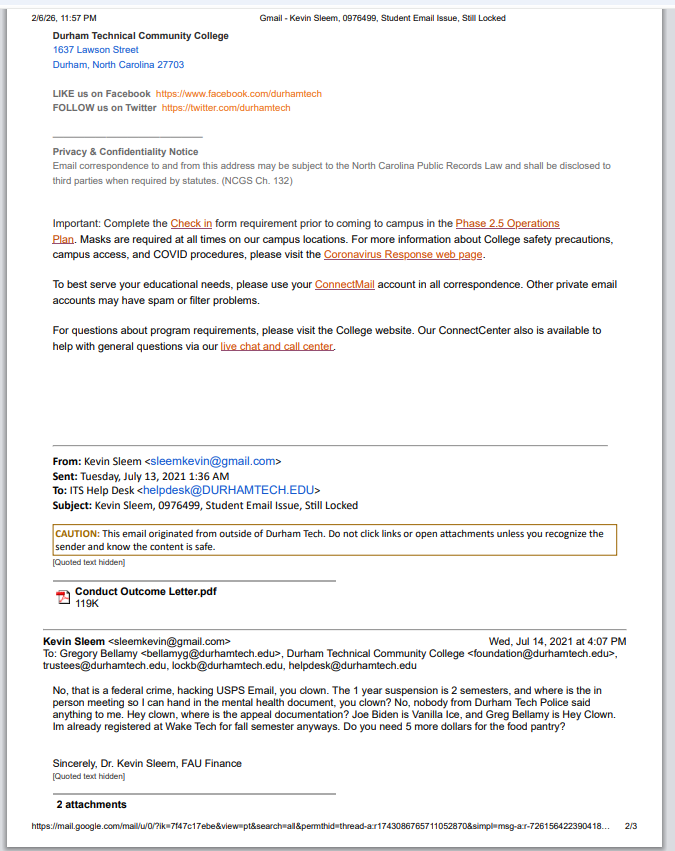 2/6/26, 11:57 PM Gmail - Kevin Sleem, 0976499, Student Email Issue, Still Locked
Durham Technical Community College
1637 Lawson Street
Durham, North Carolina 27703
LIKE us on Facebook https://www.facebook.com/durhamtech
FOLLOW us on Twitter https://twitter.com/durhamtech
Privacy & Confidentiality Notice
Email correspondence to and from this address may be subject to the North Carolina Public Records Law and shall be disclosed to
third parties when required by statutes. (NCGS Ch. 132)
Important: Complete the Check in form requirement prior to coming to campus in the Phase 2.5 Operations
Plan. Masks are required at all times on our campus locations. For more information about College safety precautions,
campus access, and COVID procedures, please visit the Coronavirus Response web page.
To best serve your educational needs, please use your ConnectMail account in all correspondence. Other private email
accounts may have spam or filter problems.
For questions about program requirements, please visit the College website. Our ConnectCenter also is available to
help with general questions via our live chat and call center.
From: Kevin Sleem <sleemkevin@gmail.com>
Sent: Tuesday, July 13, 2021 1:36 AM
To: ITS Help Desk <helpdesk@DURHAMTECH.EDU>
Subject: Kevin Sleem, 0976499, Student Email Issue, Still Locked
CAUTION: This email originated from outside of Durham Tech. Do not click links or open attachments unless you recognize the
sender and know the content is safe.
[Quoted text hidden]
Conduct Outcome Letter.pdf
119K
Kevin Sleem <sleemkevin@gmail.com> Wed, Jul 14, 2021 at 4:07 PM
To: Gregory Bellamy <bellamyg@durhamtech.edu>, Durham Technical Community College <foundation@durhamtech.edu>,
trustees@durhamtech.edu, lockb@durhamtech.edu, helpdesk@durhamtech.edu
No, that is a federal crime, hacking USPS Email, you clown. The 1 year suspension is 2 semesters, and where is the in
person meeting so I can hand in the mental health document, you clown? No, nobody from Durham Tech Police said
anything to me. Hey clown, where is the appeal documentation? Joe Biden is Vanilla Ice, and Greg Bellamy is Hey Clown.
Im already registered at Wake Tech for fall semester anyways. Do you need 5 more dollars for the food pantry?
Sincerely, Dr. Kevin Sleem, FAU Finance
[Quoted text hidden]
2 attachments
https://mail.google.com/mail/u/0/?ik=7f47c17ebe&view=pt&search=all&permthid=thread-a:r1743086765711052870&simpl=msg-a:r-726156422390418... 2/3